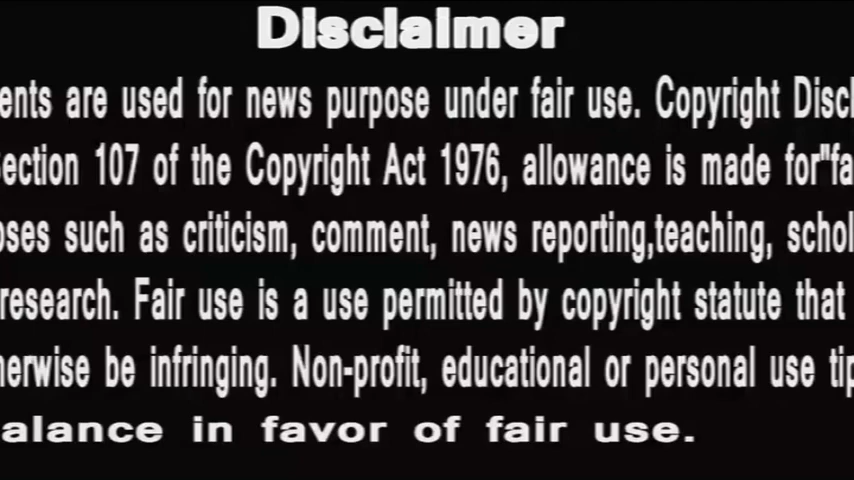 Disclaimer
ents are used for news purpose under fair use. Copyright Discl
ection 107 of the Copyright Act 1976, allowance is made for"fa
oses such as criticism, comment, news reporting,teaching, schol
research. Fair use is a use permitted by copyright statute that
herwise be infringing. Non-profit, educational or personal use tip
alance in favor of fair use.